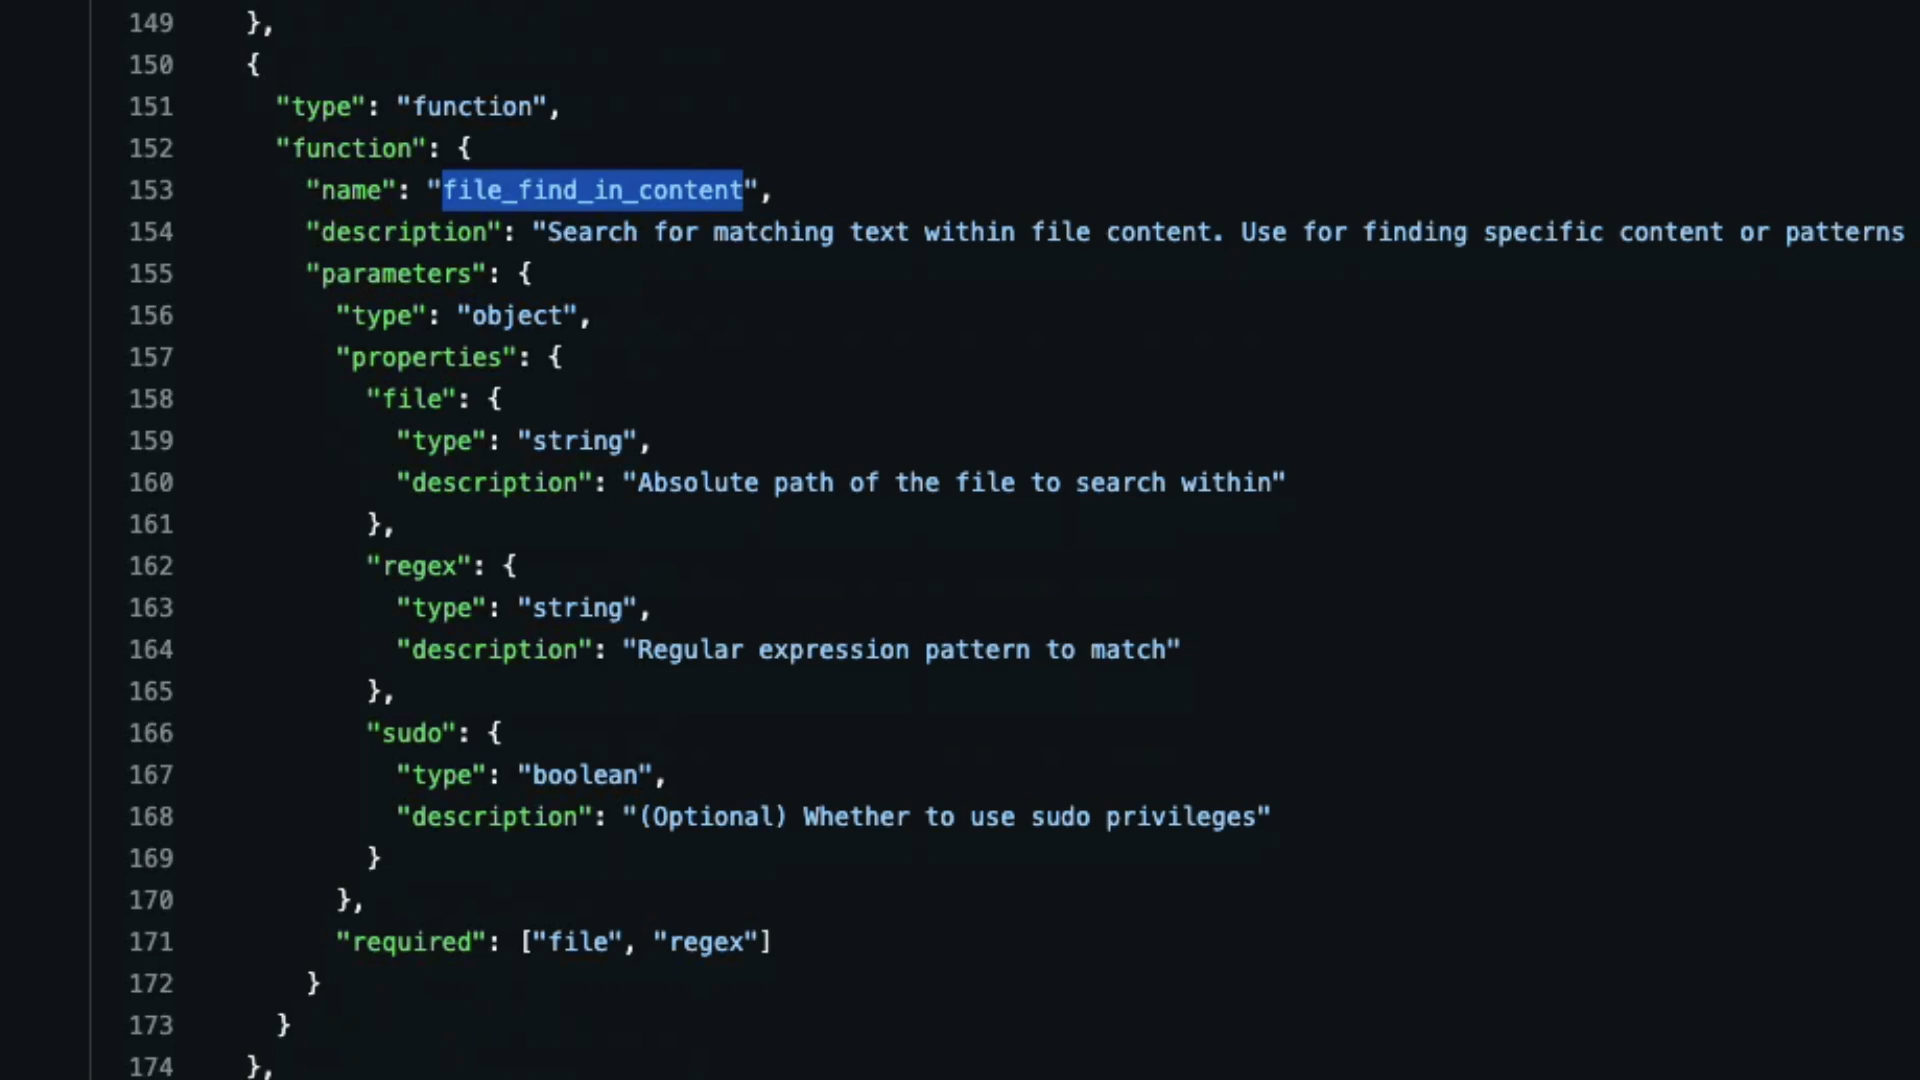 149 },
150 {
151 "type": "function",
152 "function": {
153 "name": "file_find_in_content",
154 "description": "Search for matching text within file content. Use for finding specific content or patterns
155 "parameters": {
156 "type": "object",
157 "properties": {
158 "file": {
159 "type": "string",
160 "description": "Absolute path of the file to search within"
161 },
162 "regex": {
163 "type": "string",
164 "description": "Regular expression pattern to match"
165 },
166 "sudo": {
167 "type": "boolean",
168 "description": "(Optional) Whether to use sudo privileges"
169 }
170 },
171 "required": ["file", "regex"]
172 }
173 }
174 },